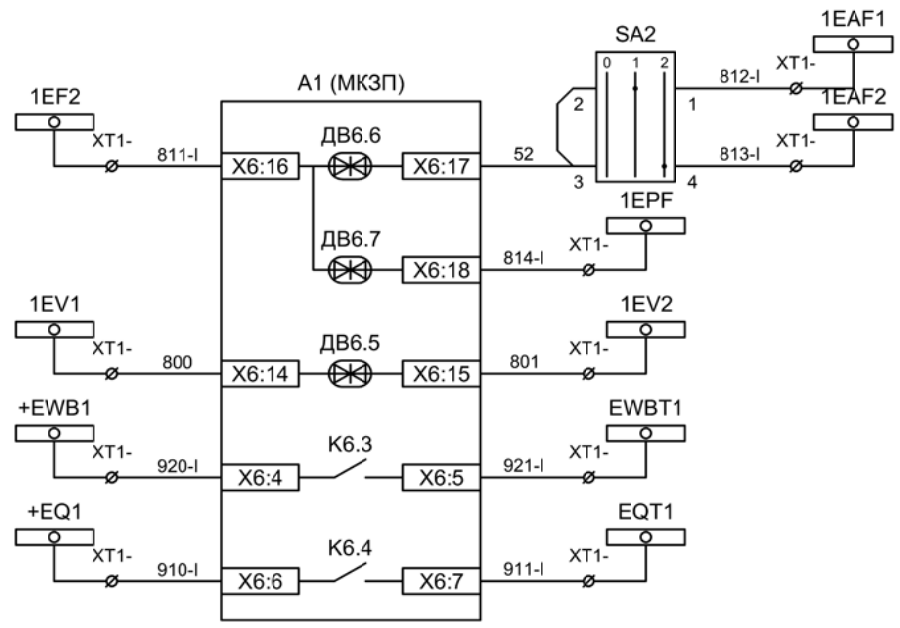 1EAF1
SA2
XT1-
812-I
0 1 2
2
1
A1 (МКЗП)
1EF2
XT1-
811-I
X6:16
ДВ6.6
X6:17
52
3
4
1EAF2
XT1-
813-I
1EPF
ДВ6.7
X6:18
XT1-
814-I
1EV1
XT1-
800
X6:14
ДВ6.5
X6:15
801
XT1-
1EV2
+EWB1
XT1-
920-I
X6:4
K6.3
X6:5
921-I
XT1-
EWBT1
+EQ1
XT1-
910-I
X6:6
K6.4
X6:7
911-I
XT1-
EQT1